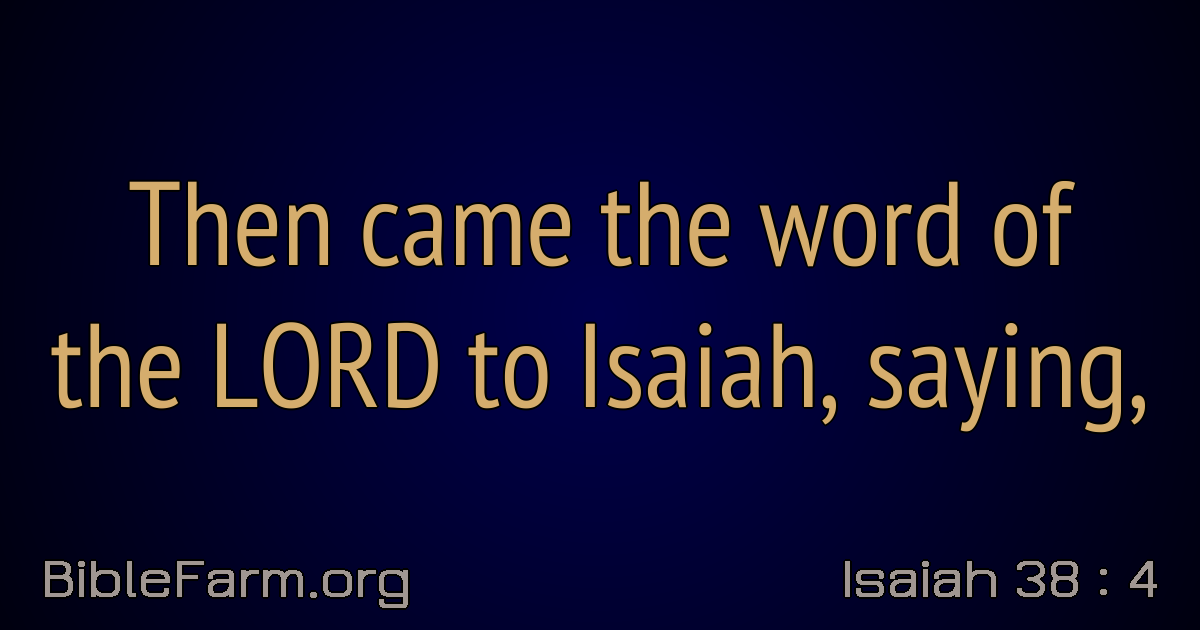 Then came the word of
the LORD to Isaiah, saying,
BibleFarm.org
Isaiah 38 : 4